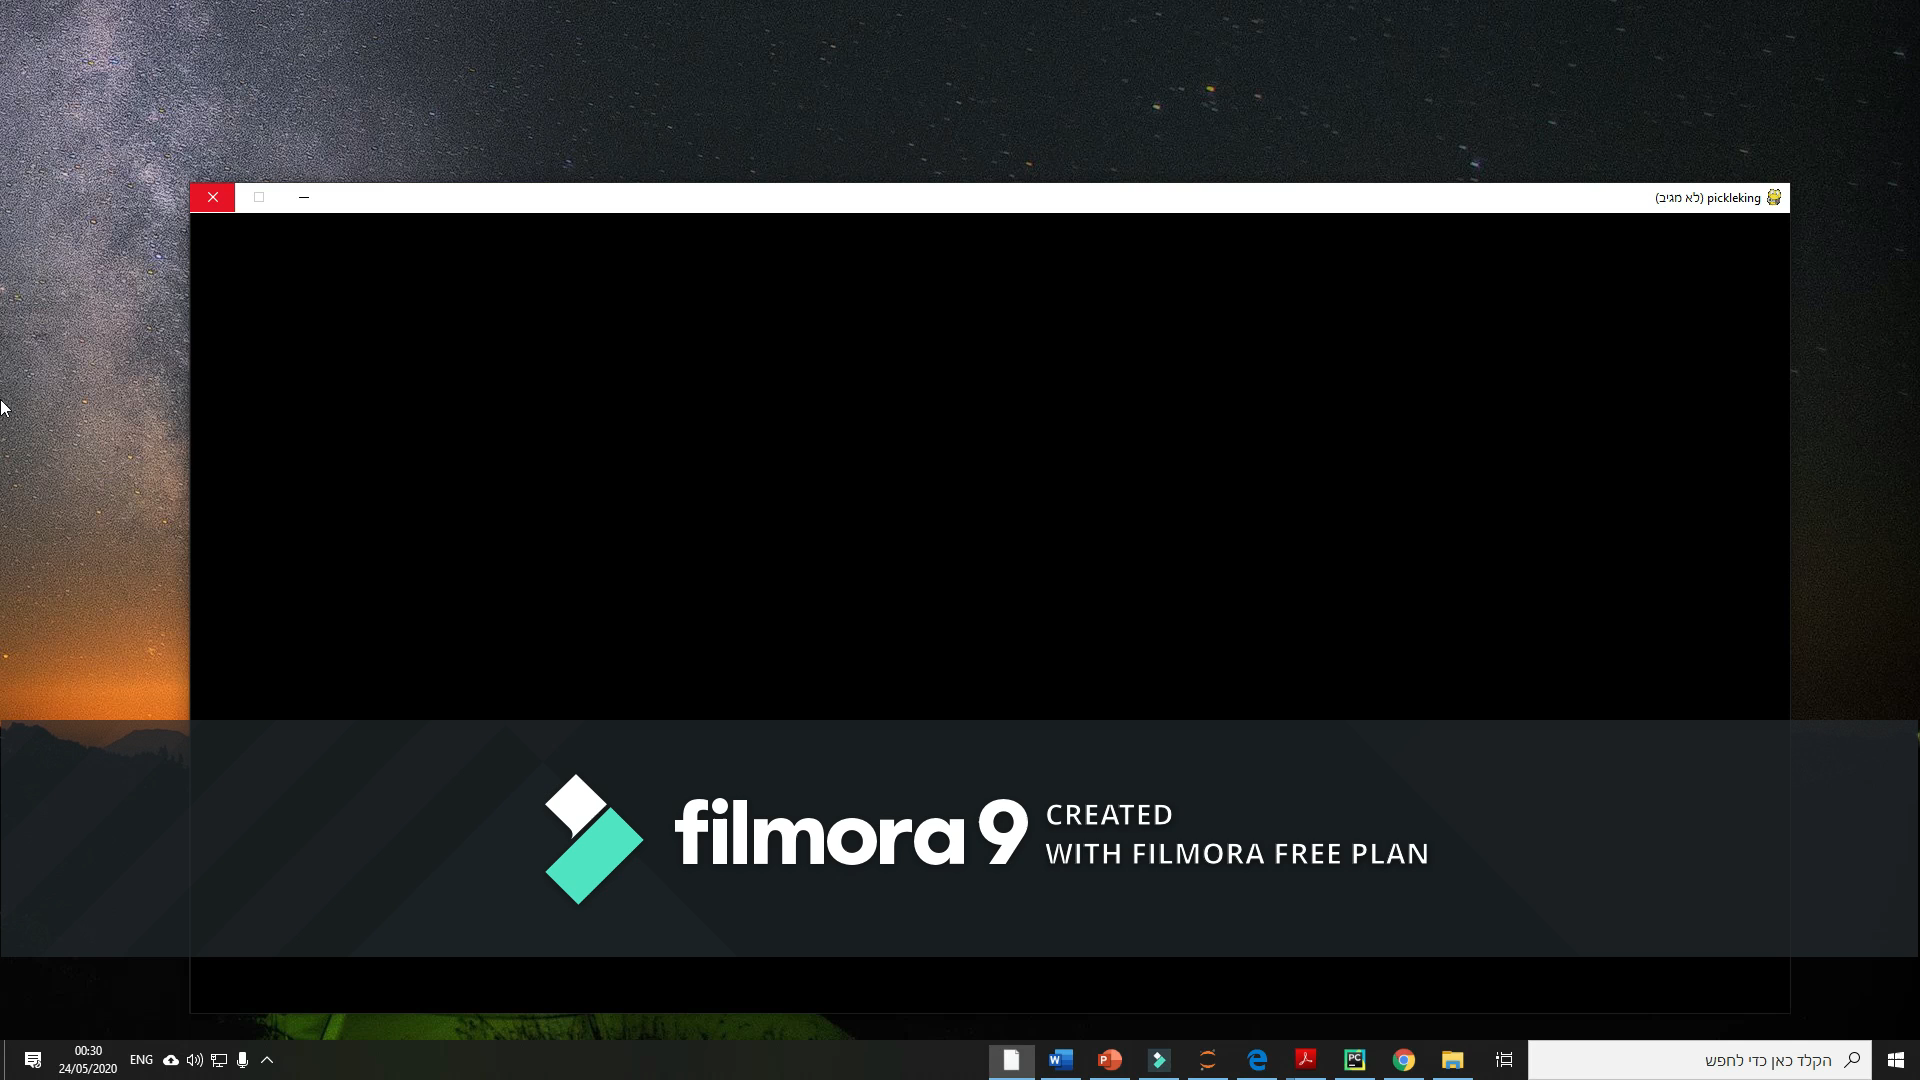 pickleking (לא מגיב)
filmora 9
CREATED
WITH FILMORA FREE PLAN
00:30
24/05/2020
ENG
הקלד כאן כדי לחפש